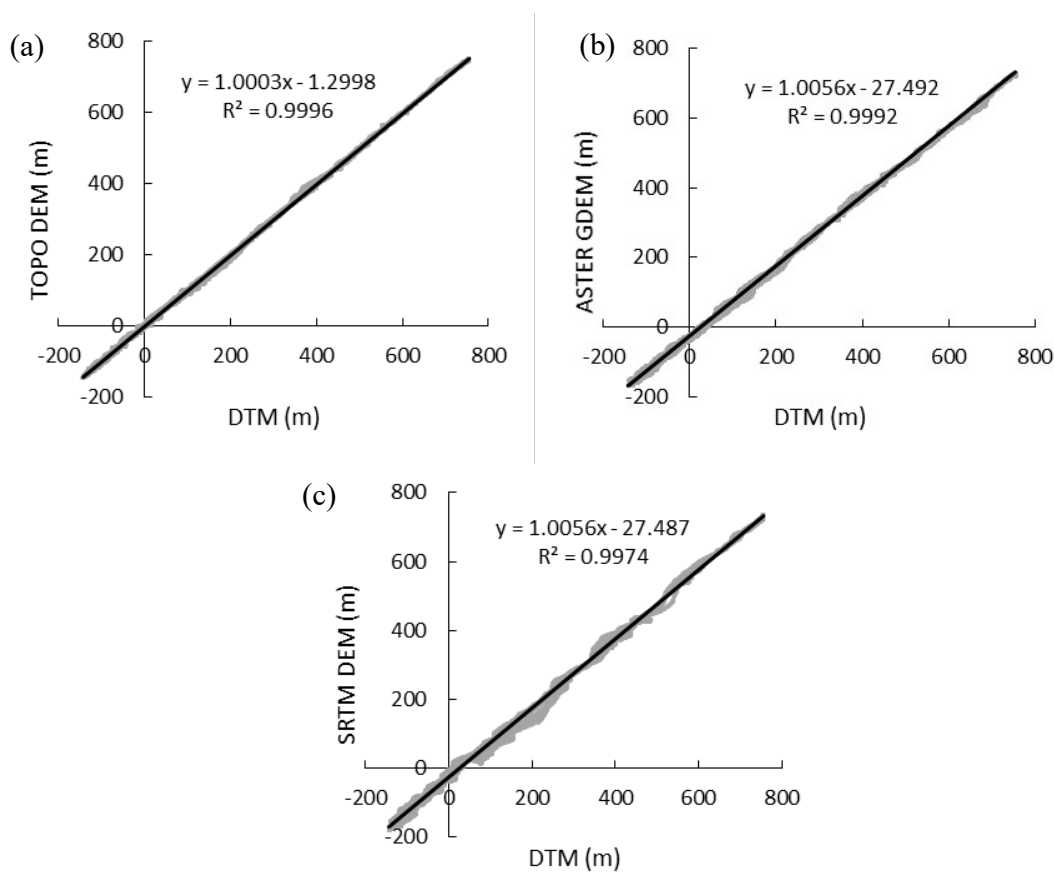 (a)
y = 1.0003x - 1.2998
R² = 0.9996
TOPO DEM (m)
800
600
400
200
0
-200
-200
0
200
400
600
800
DTM (m)
(b)
y = 1.0056x - 27.492
R² = 0.9992
ASTER GDEM (m)
800
600
400
200
0
-200
-200
0
200
400
600
800
DTM (m)
(c)
y = 1.0056x - 27.487
R² = 0.9974
SRTM DEM (m)
800
600
400
200
0
-200
-200
0
200
400
600
800
DTM (m)